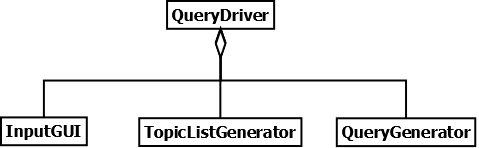 QueryDriver
InputGUI
TopicListGenerator
QueryGenerator